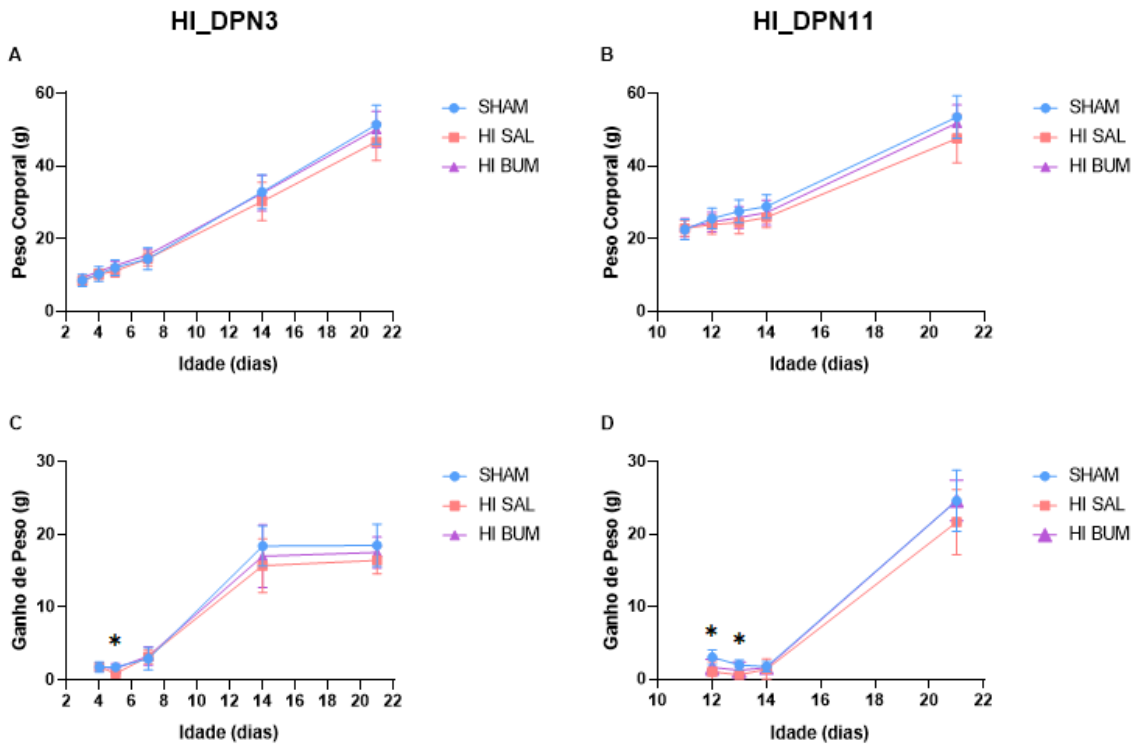 HI_DPN3
HI_DPN11
A
Peso Corporal (g)
60
40
20
0
2 4 6 8 10 12 14 16 18 20 22
Idade (dias)
SHAM
HI SAL
HI BUM
B
Peso Corporal (g)
60
40
20
0
10 12 14 16 18 20 22
Idade (dias)
SHAM
HI SAL
HI BUM
C
Ganho de Peso (g)
30
20
10
0
*
2 4 6 8 10 12 12 14 16 18 20 22
Idade (dias)
SHAM
HI SAL
HI BUM
D
Ganho de Peso (g)
30
20
10
0
* *
10 12 14 16 18 20 22
Idade (dias)
SHAM
HI SAL
HI BUM